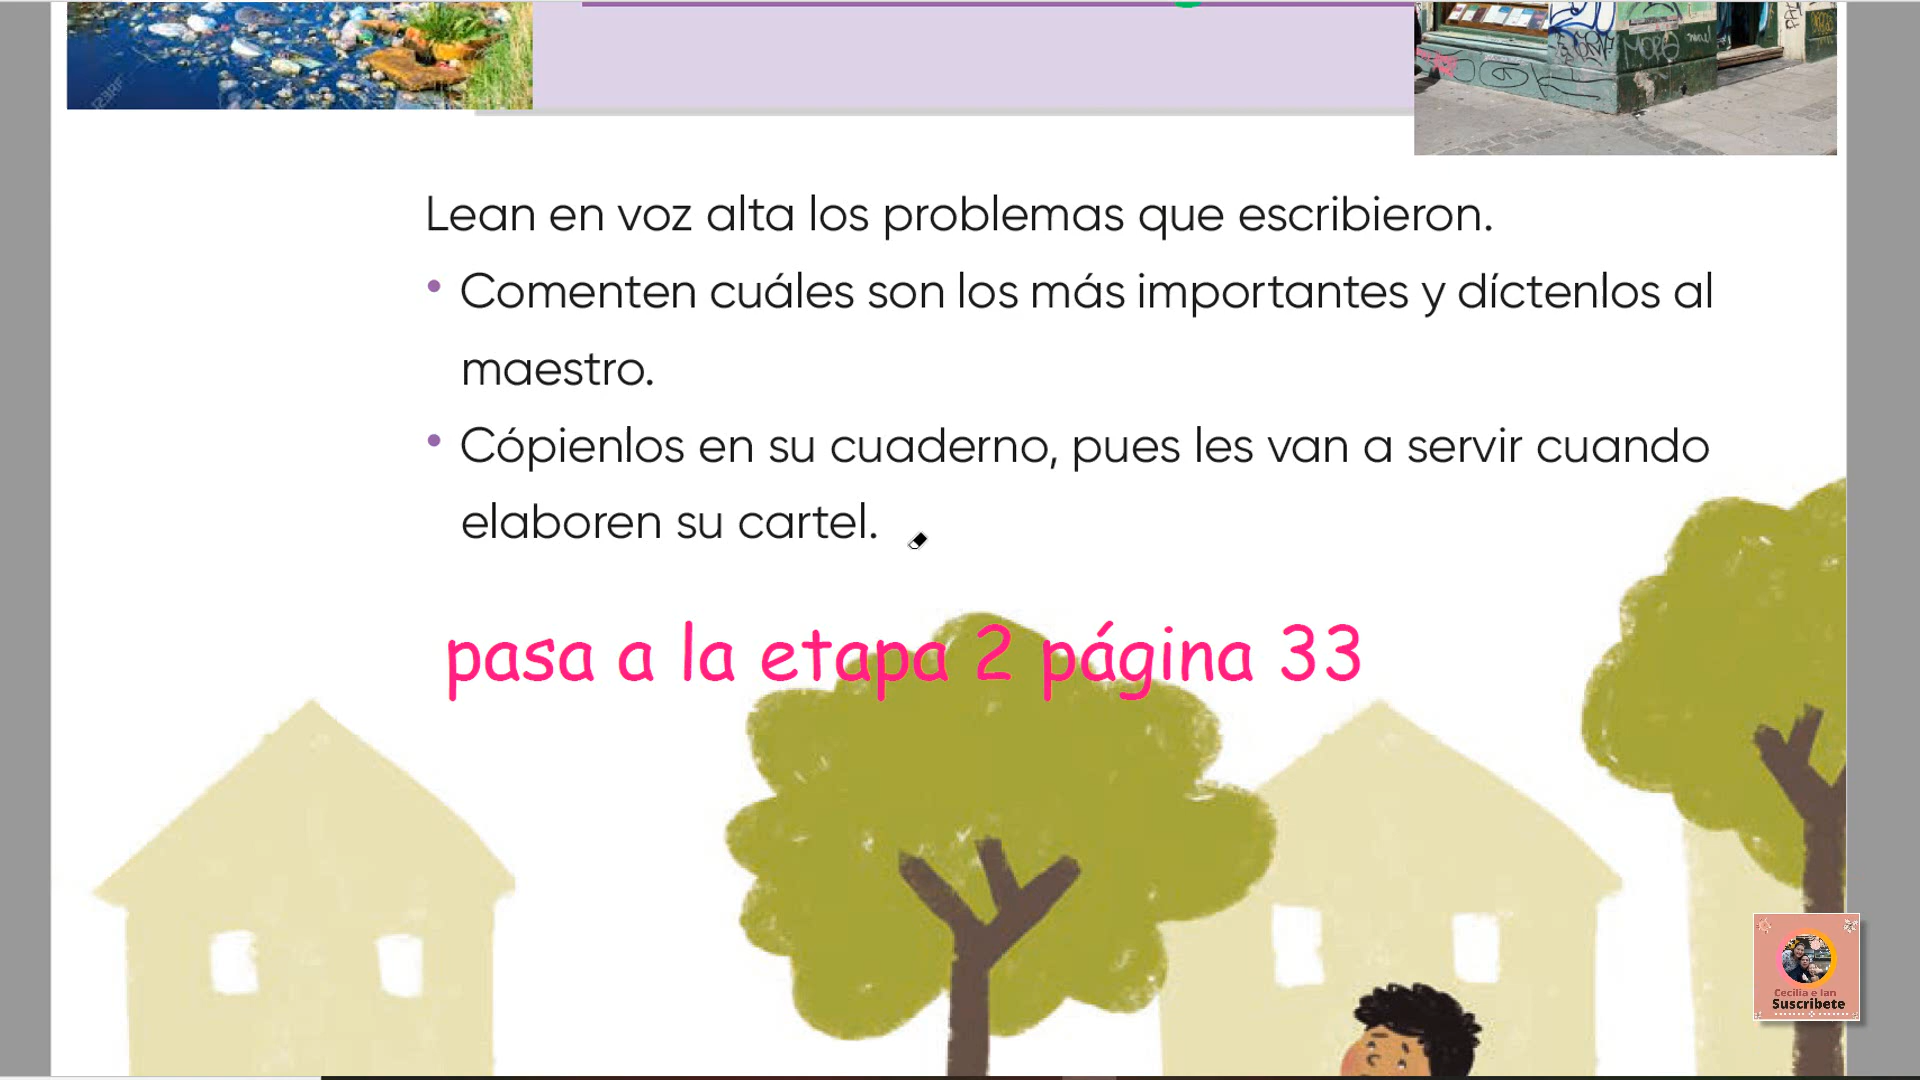 Lean en voz alta los problemas que escribieron.
• Comenten cuáles son los más importantes y díctenlos al
maestro.
• Cópienlos en su cuaderno, pues les van a servir cuando
elaboren su cartel.
pasa a la etapa 2 página 33
Cecilia e Ian
Suscríbete